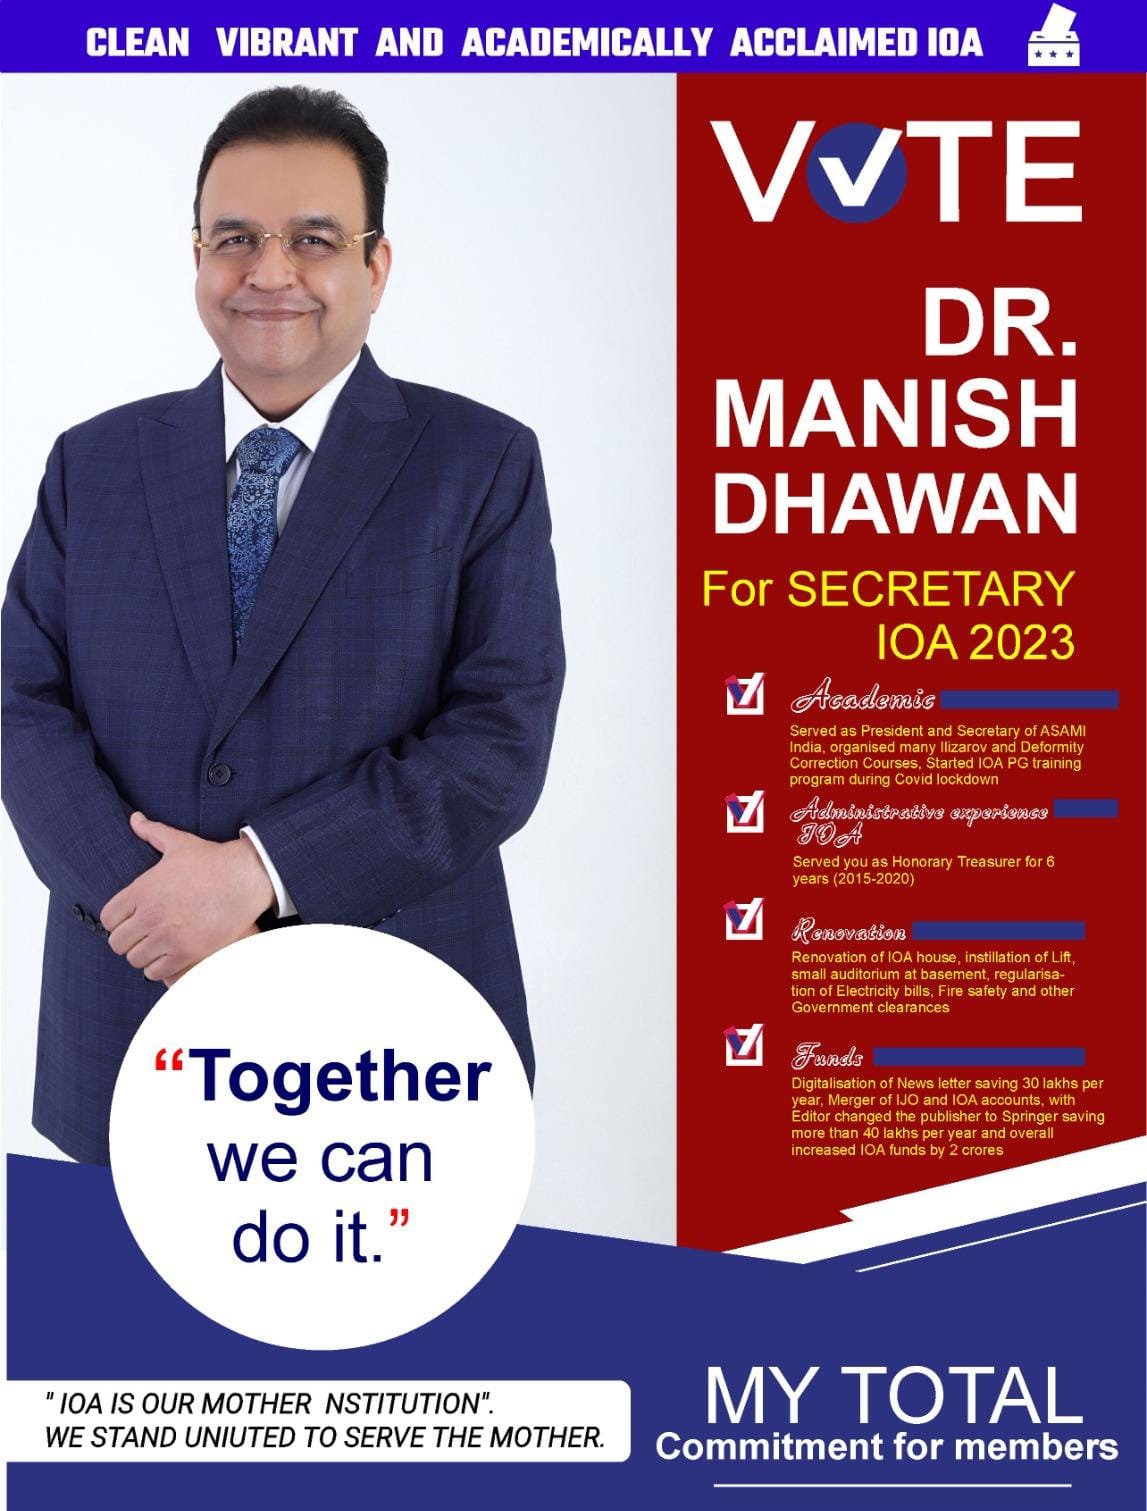 CLEAN VIBRANT AND ACADEMICALLY ACCLAIMED IOA
VOTE
DR.
MANISH
DHAWAN
For SECRETARY
IOA 2023
Academic
Served as President and Secretary of ASAMI
India, organised many Ilizarov and Deformity
Correction Courses, Started IOA PG training
program during Covid lockdown
Administrative experience
IOA
Served you as Honorary Treasurer for 6
years (2015-2020)
Renovation
Renovation of IOA house, instillation of Lift,
small auditorium at basement, regularisa-
tion of Electricity bills, Fire safety and other
Government clearances
Funds
Digitalisation of News letter saving 30 lakhs per
year, Merger of IJO and IOA accounts, with
Editor changed the publisher to Springer saving
more than 40 lakhs per year and overall
increased IOA funds by 2 crores
“Together
we can
do it.”
" IOA IS OUR MOTHER NSTITUTION".
WE STAND UNIUTED TO SERVE THE MOTHER.
MY TOTAL
Commitment for members